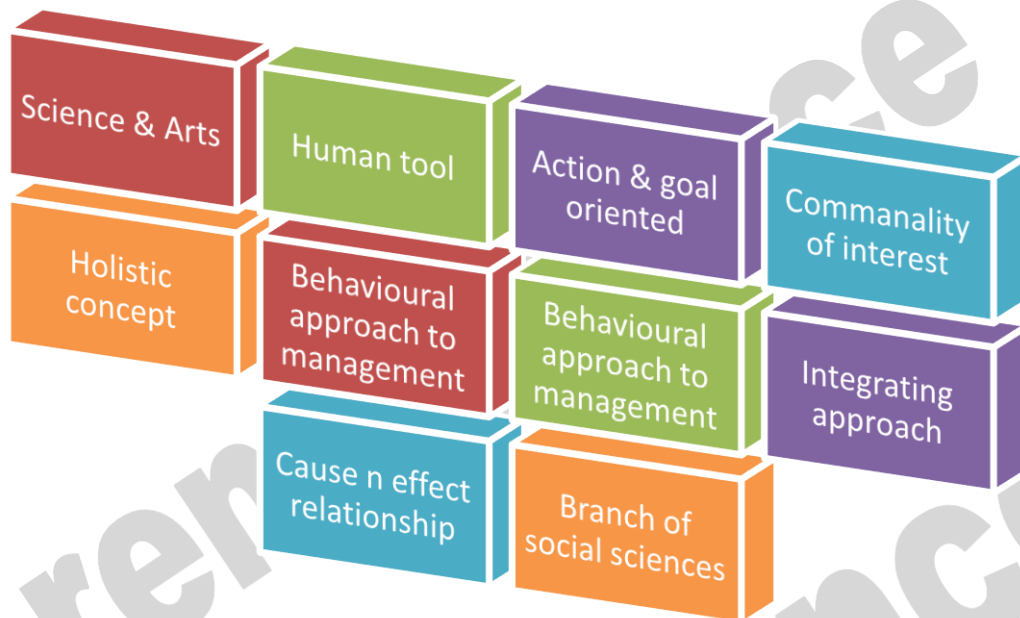 Science & Arts
Human tool
Action & goal
oriented
Commanality
of interest
Holistic
concept
Behavioural
approach to
management
Behavioural
approach to
management
Integrating
approach
Cause n effect
relationship
Branch of
social sciences